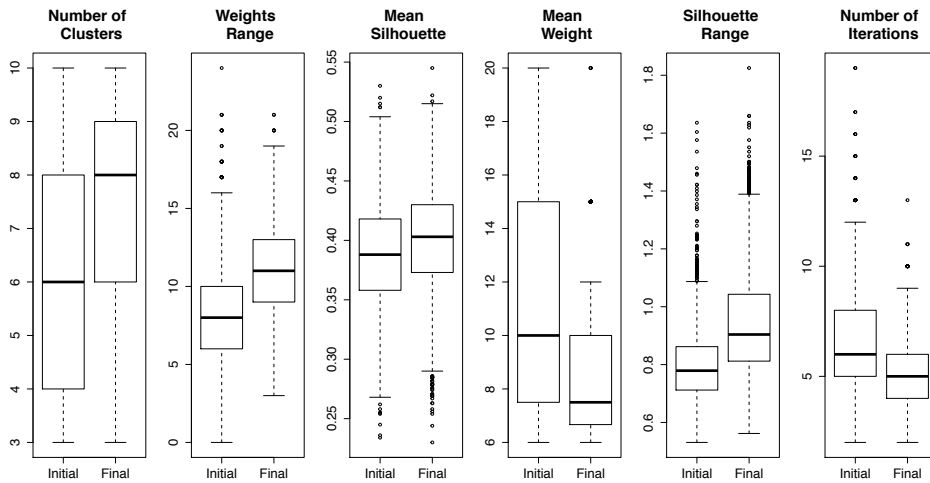 Number of
Clusters
10
9
8
7
6
5
4
3
Initial Final
Weights
Range
20
15
10
5
0
Initial Final
Mean
Silhouette
0.55
0.50
0.45
0.40
0.35
0.30
0.25
Initial Final
Mean
Weight
20
18
16
14
12
10
8
6
Initial Final
Silhouette
Range
1.8
1.6
1.4
1.2
1.0
0.8
0.6
Initial Final
Number of
Iterations
15
10
5
Initial Final